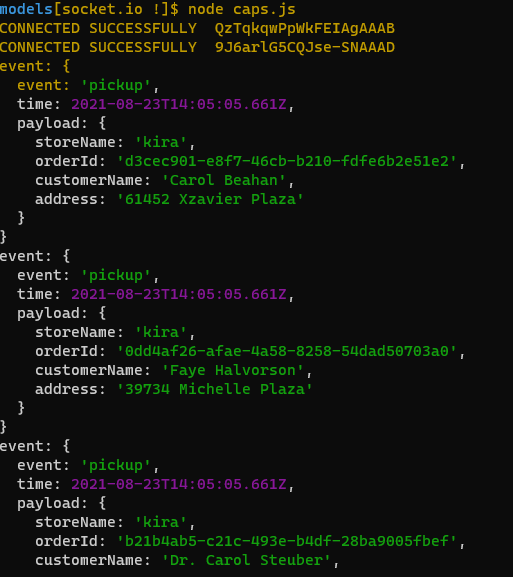 models[socket.io !]$ node caps.js
CONNECTED SUCCESSFULLY  QzTqkqwPpWkFEIAgAAAB
CONNECTED SUCCESSFULLY  9J6arlG5CQJse-SNAAAD
event: {
  event: 'pickup',
  time: 2021-08-23T14:05:05.661Z,
  payload: {
    storeName: 'kira',
    orderId: 'd3cec901-e8f7-46cb-b210-fdfe6b2e51e2',
    customerName: 'Carol Beahan',
    address: '61452 Xzavier Plaza'
  }
}
event: {
  event: 'pickup',
  time: 2021-08-23T14:05:05.661Z,
  payload: {
    storeName: 'kira',
    orderId: '0dd4af26-afae-4a58-8258-54dad50703a0',
    customerName: 'Faye Halvorson',
    address: '39734 Michelle Plaza'
  }
}
event: {
  event: 'pickup',
  time: 2021-08-23T14:05:05.661Z,
  payload: {
    storeName: 'kira',
    orderId: 'b21b4ab5-c21c-493e-b4df-28ba9005fbef',
    customerName: 'Dr. Carol Steuber',